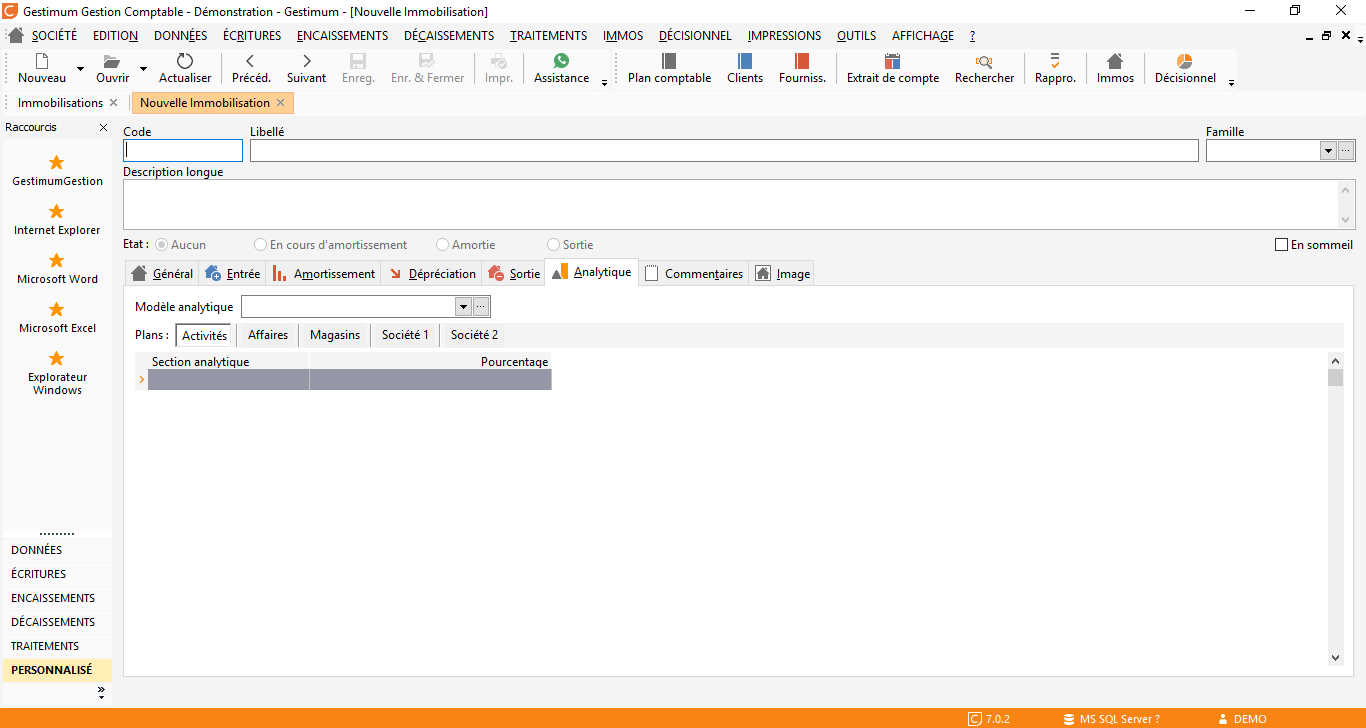 Gestimum Gestion Comptable - Démonstration - Gestimum - [Nouvelle Immobilisation]
SOCIÉTÉ EDITION DONNÉES ÉCRITURES ENCAISSEMENTS DÉCAISSEMENTS TRAITEMENTS IMMOS DÉCISIONNEL IMPRESSIONS OUTILS AFFICHAGE ?
Nouveau Ouvrir Actualiser Précéd. Suivant Enreg. Enr. & Fermer Impr. Assistance Plan comptable Clients Fourniss. Extrait de compte Rechercher Rappro. Immos Décisionnel
Immobilisations Nouvelle Immobilisation
Raccourcis
GestimumGestion
Internet Explorer
Microsoft Word
Microsoft Excel
Explorateur
Windows
DONNÉES
ÉCRITURES
ENCAISSEMENTS
DÉCAISSEMENTS
TRAITEMENTS
PERSONNALISÉ
Code Libellé Famille
Description longue
Etat : Aucun En cours d'amortissement Amortie Sortie En sommeil
Général Entrée Amortissement Dépréciation Sortie Analytique Commentaires Image
Modèle analytique
Plans : Activités Affaires Magasins Société 1 Société 2
Section analytique Pourcentage
7.0.2 MS SQL Server ? DEMO